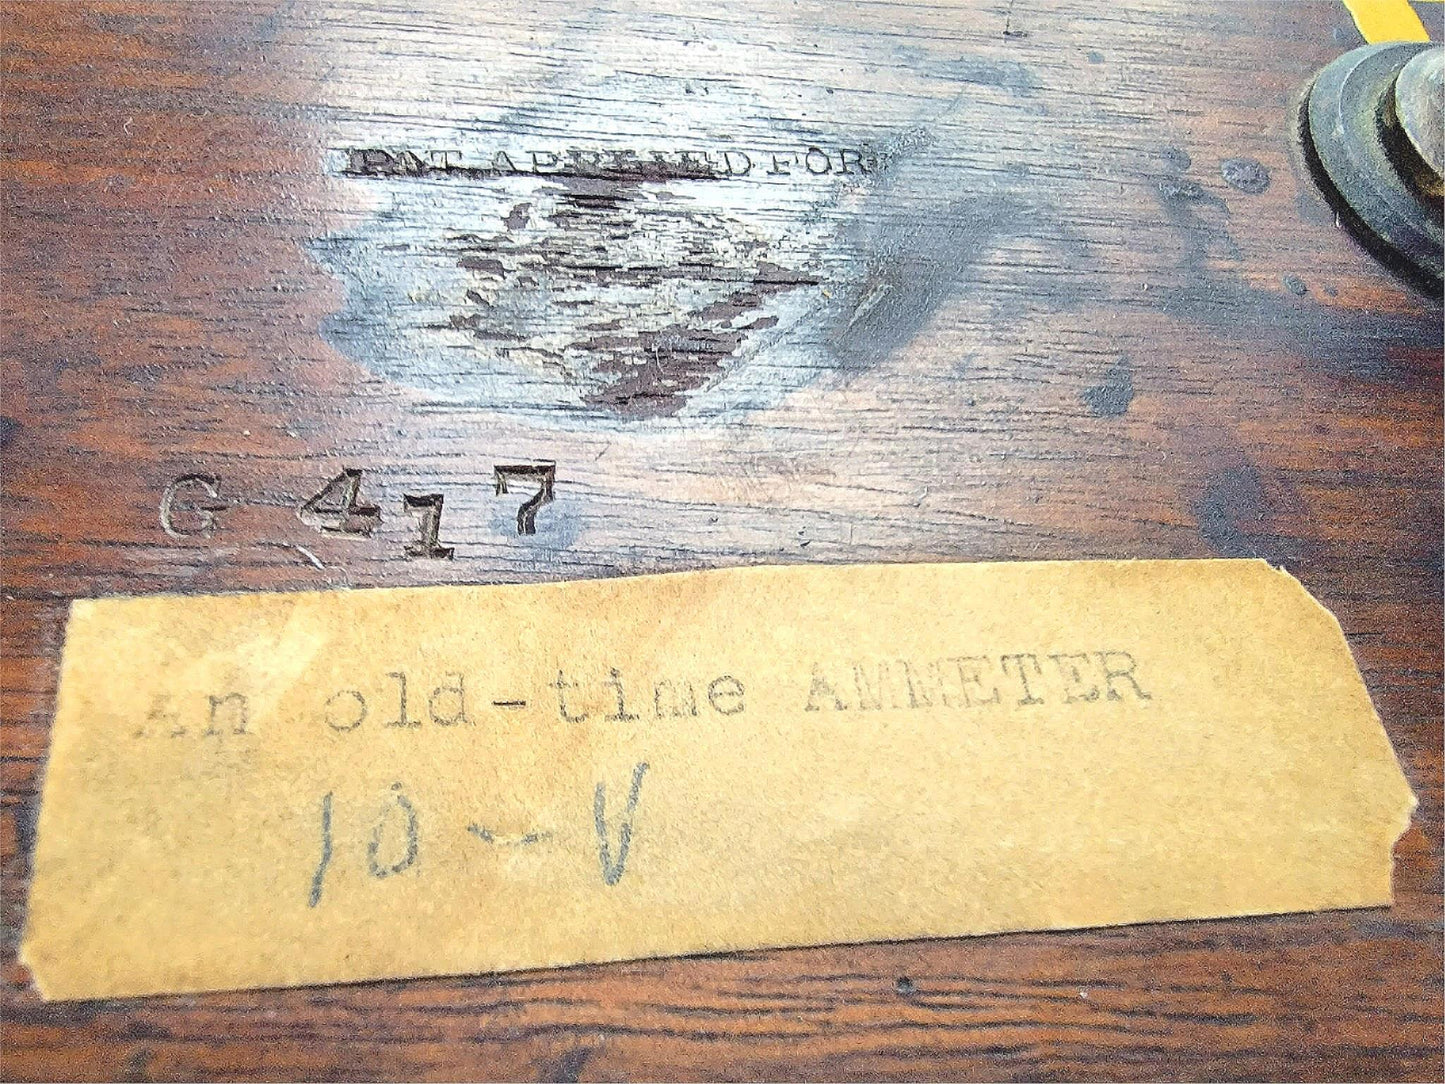 PAT. APPLIED FOR
G 417
An old-time AMMETER
10-V